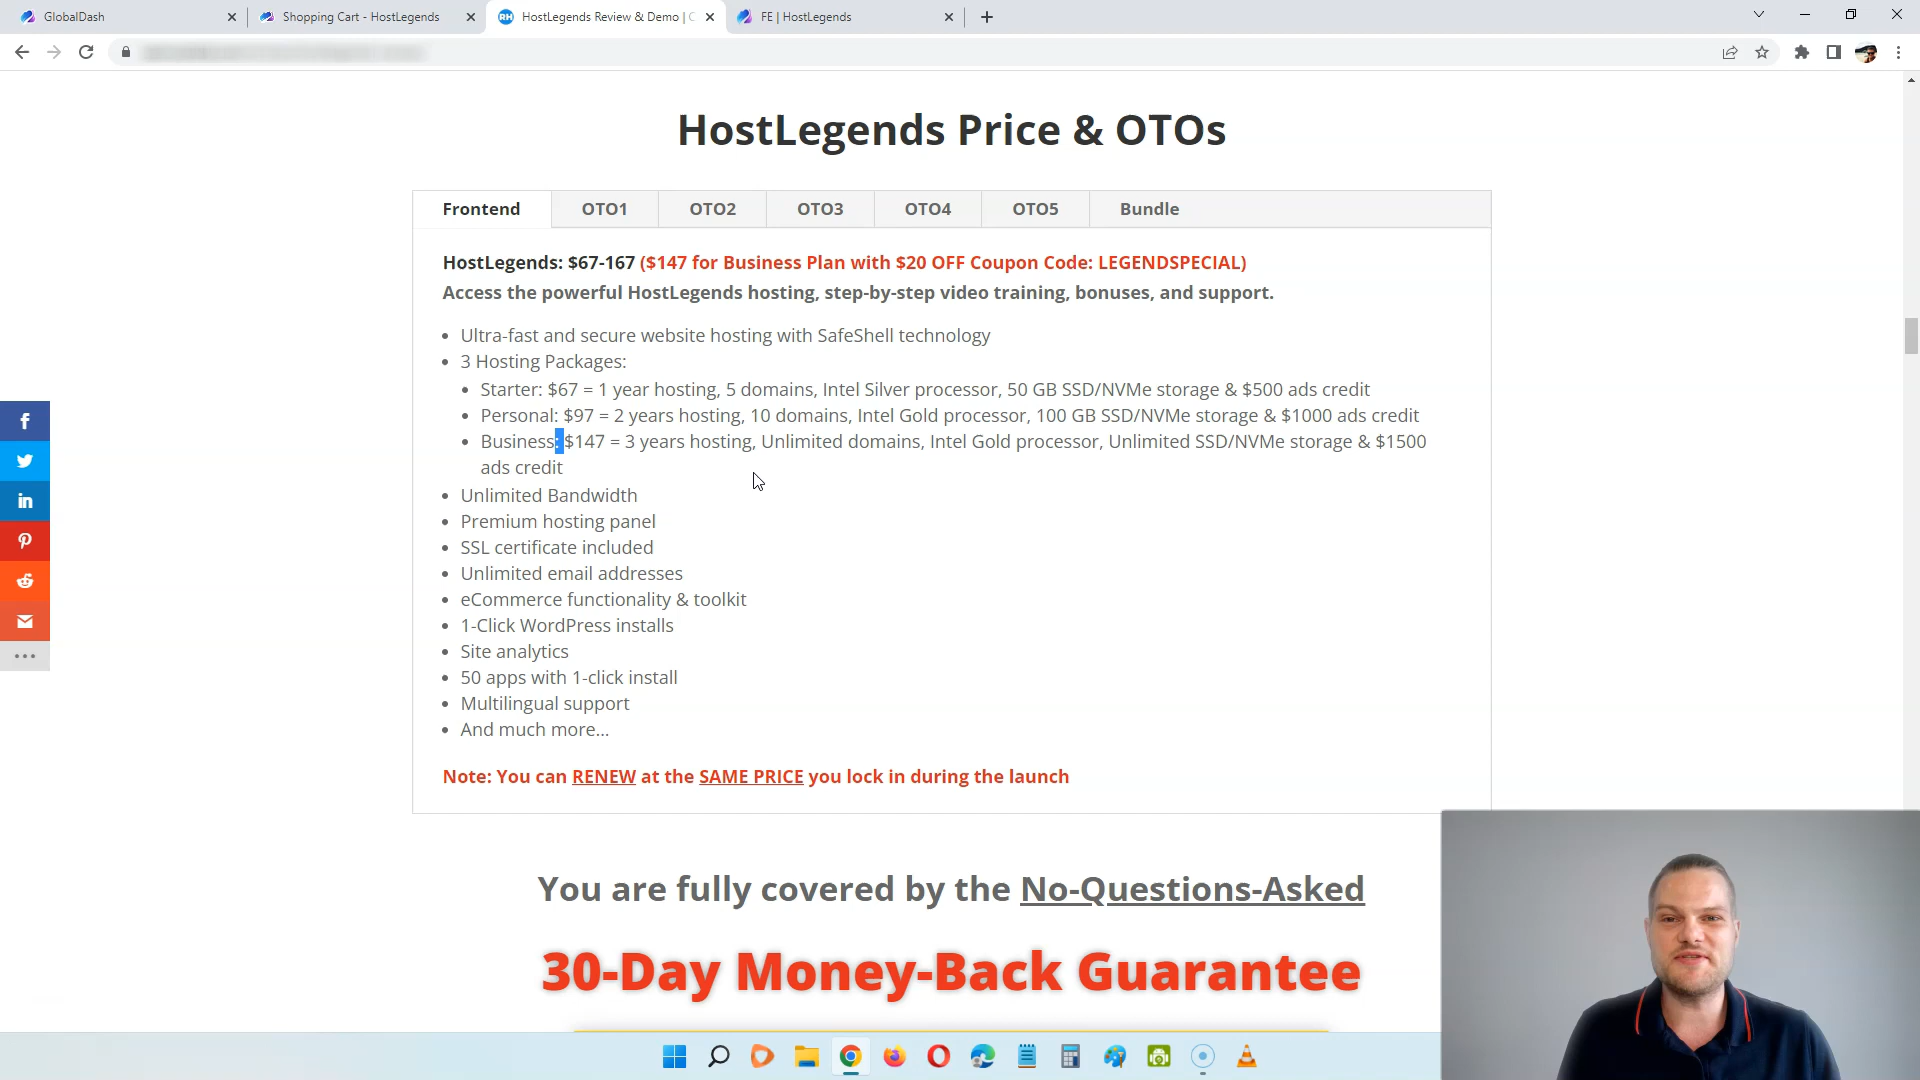 GlobalDash
Shopping Cart - HostLegends
HostLegends Review & Demo |
FE | HostLegends
HostLegends Price & OTOs
Frontend OTO1 OTO2 OTO3 OTO4 OTO5 Bundle
HostLegends: $67-167 ($147 for Business Plan with $20 OFF Coupon Code: LEGENDSPECIAL)
Access the powerful HostLegends hosting, step-by-step video training, bonuses, and support.
Ultra-fast and secure website hosting with SafeShell technology
3 Hosting Packages:
Starter: $67 = 1 year hosting, 5 domains, Intel Silver processor, 50 GB SSD/NVMe storage & $500 ads credit
Personal: $97 = 2 years hosting, 10 domains, Intel Gold processor, 100 GB SSD/NVMe storage & $1000 ads credit
Business: $147 = 3 years hosting, Unlimited domains, Intel Gold processor, Unlimited SSD/NVMe storage & $1500
ads credit
Unlimited Bandwidth
Premium hosting panel
SSL certificate included
Unlimited email addresses
eCommerce functionality & toolkit
1-Click WordPress installs
Site analytics
50 apps with 1-click install
Multilingual support
And much more...
Note: You can RENEW at the SAME PRICE you lock in during the launch
You are fully covered by the No-Questions-Asked
30-Day Money-Back Guarantee